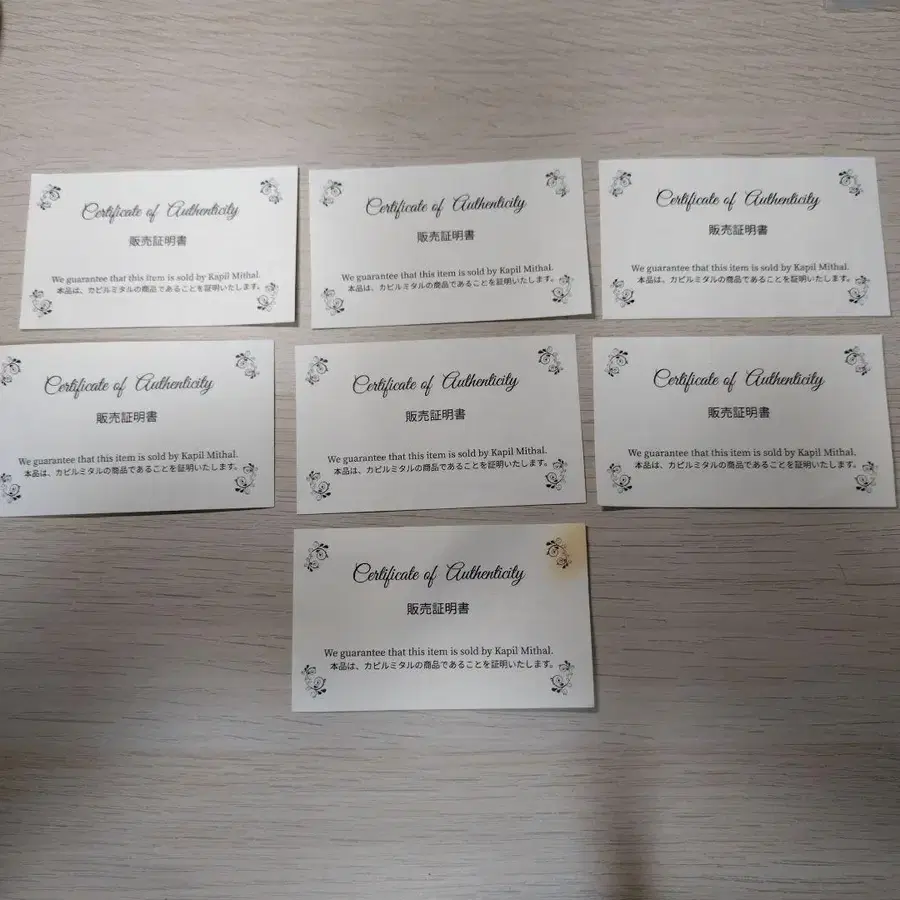 Certificate of Authenticity
販売証明書
We guarantee that this item is sold by Kapil Mithal.
本品は、カピルミタルの商品であることを証明いたします。
Certificate of Authenticity
販売証明書
We guarantee that this item is sold by Kapil Mithal.
本品は、カピルミタルの商品であることを証明いたします。
Certificate of Authenticity
販売証明書
We guarantee that this item is sold by Kapil Mithal.
本品は、カピルミタルの商品であることを証明いたします。
Certificate of Authenticity
販売証明書
We guarantee that this item is sold by Kapil Mithal.
本品は、カピルミタルの商品であることを証明いたします。
Certificate of Authenticity
販売証明書
We guarantee that this item is sold by Kapil Mithal.
本品は、カピルミタルの商品であることを証明いたします。
Certificate of Authenticity
販売証明書
We guarantee that this item is sold by Kapil Mithal.
本品は、カピルミタルの商品であることを証明いたします。
Certificate of Authenticity
販売証明書
We guarantee that this item is sold by Kapil Mithal.
本品は、カピルミタルの商品であることを証明いたします。